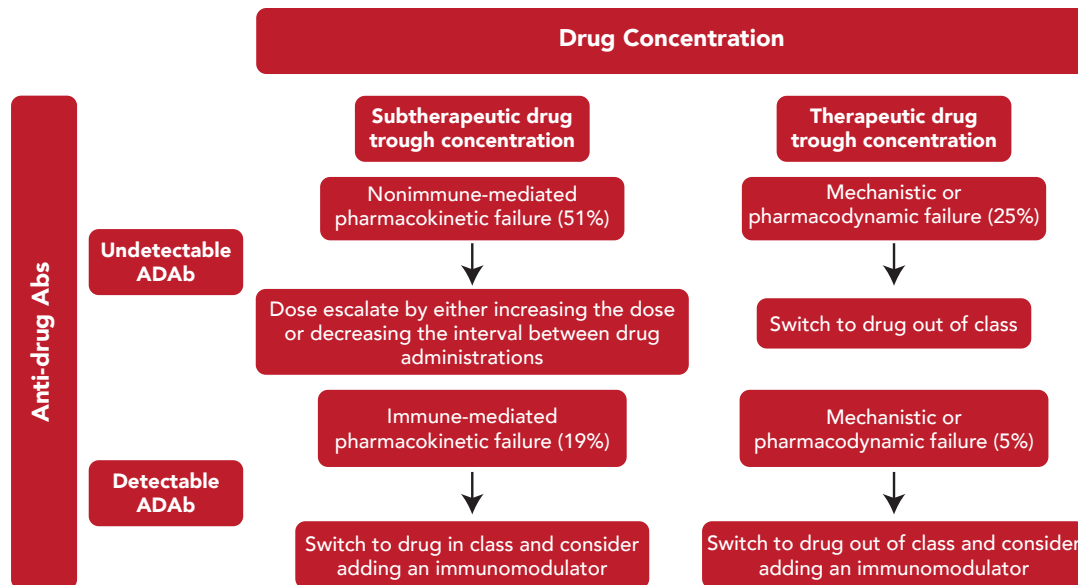 Drug Concentration
Anti-drug Abs
Subtherapeutic drug
trough concentration
Therapeutic drug
trough concentration
Undetectable
ADAb
Nonimmune-mediated
pharmacokinetic failure (51%)
Mechanistic or
pharmacodynamic failure (25%)
Dose escalate by either increasing the dose
or decreasing the interval between drug
administrations
Switch to drug out of class
Detectable
ADAb
Immune-mediated
pharmacokinetic failure (19%)
Mechanistic or
pharmacodynamic failure (5%)
Switch to drug in class and consider
adding an immunomodulator
Switch to drug out of class and consider
adding an immunomodulator